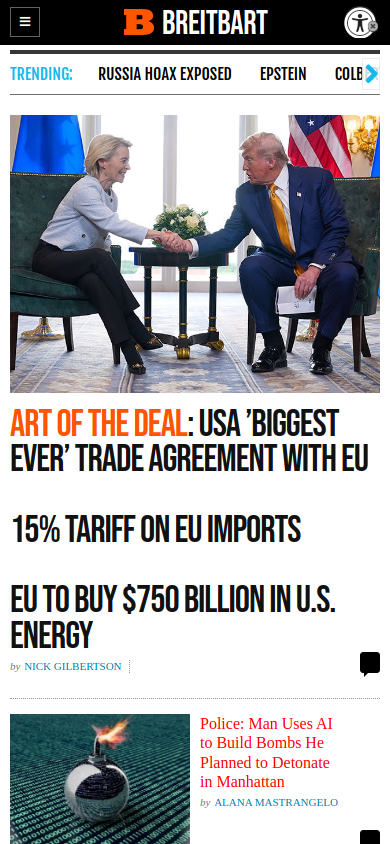 BREITBART
TRENDING:
RUSSIA HOAX EXPOSED
EPSTEIN
COLB
ART OF THE DEAL: USA ’BIGGEST
EVER’ TRADE AGREEMENT WITH EU
15% TARIFF ON EU IMPORTS
EU TO BUY $750 BILLION IN U.S.
ENERGY
by NICK GILBERTSON
Police: Man Uses AI
to Build Bombs He
Planned to Detonate
in Manhattan
by ALANA MASTRANGELO